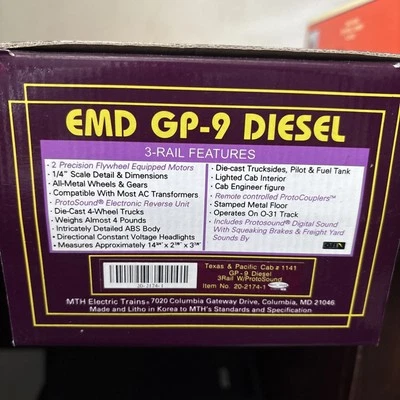 EMD GP-9 DIESEL
3-RAIL FEATURES
• 2 Precision Flywheel Equipped Motors
• 1/4" Scale Detail & Dimensions
• All-Metal Wheels & Gears
• Compatible With Most AC Transformers
• ProtoSound® Electronic Reverse Unit
• Die-Cast 4-Wheel Trucks
• Weighs Almost 4 Pounds
• Intricately Detailed ABS Body
• Directional Constant Voltage Headlights
• Measures Approximately 14
• Die-cast Trucksides, Pilot & Fuel Tank
• Lighted Cab Interior
• Cab Engineer figure
• Remote controlled ProtoCouplers™
• Stamped Metal Floor
• Operates On O-31 Track
• Includes Protosound® Digital Sound
With Squeaking Brakes & Freight Yard
Sounds By
20-2174-1
Texas & Pacific Cab# 1141
GP-9 Diesel
3Rail W/ProtoSound
Item No. 20-2174-1
MTH Electric Trains • 7020 Columbia Gateway Drive, Columbia, MD 21046
Made and Litho in Korea to MTH's Standards and Specification